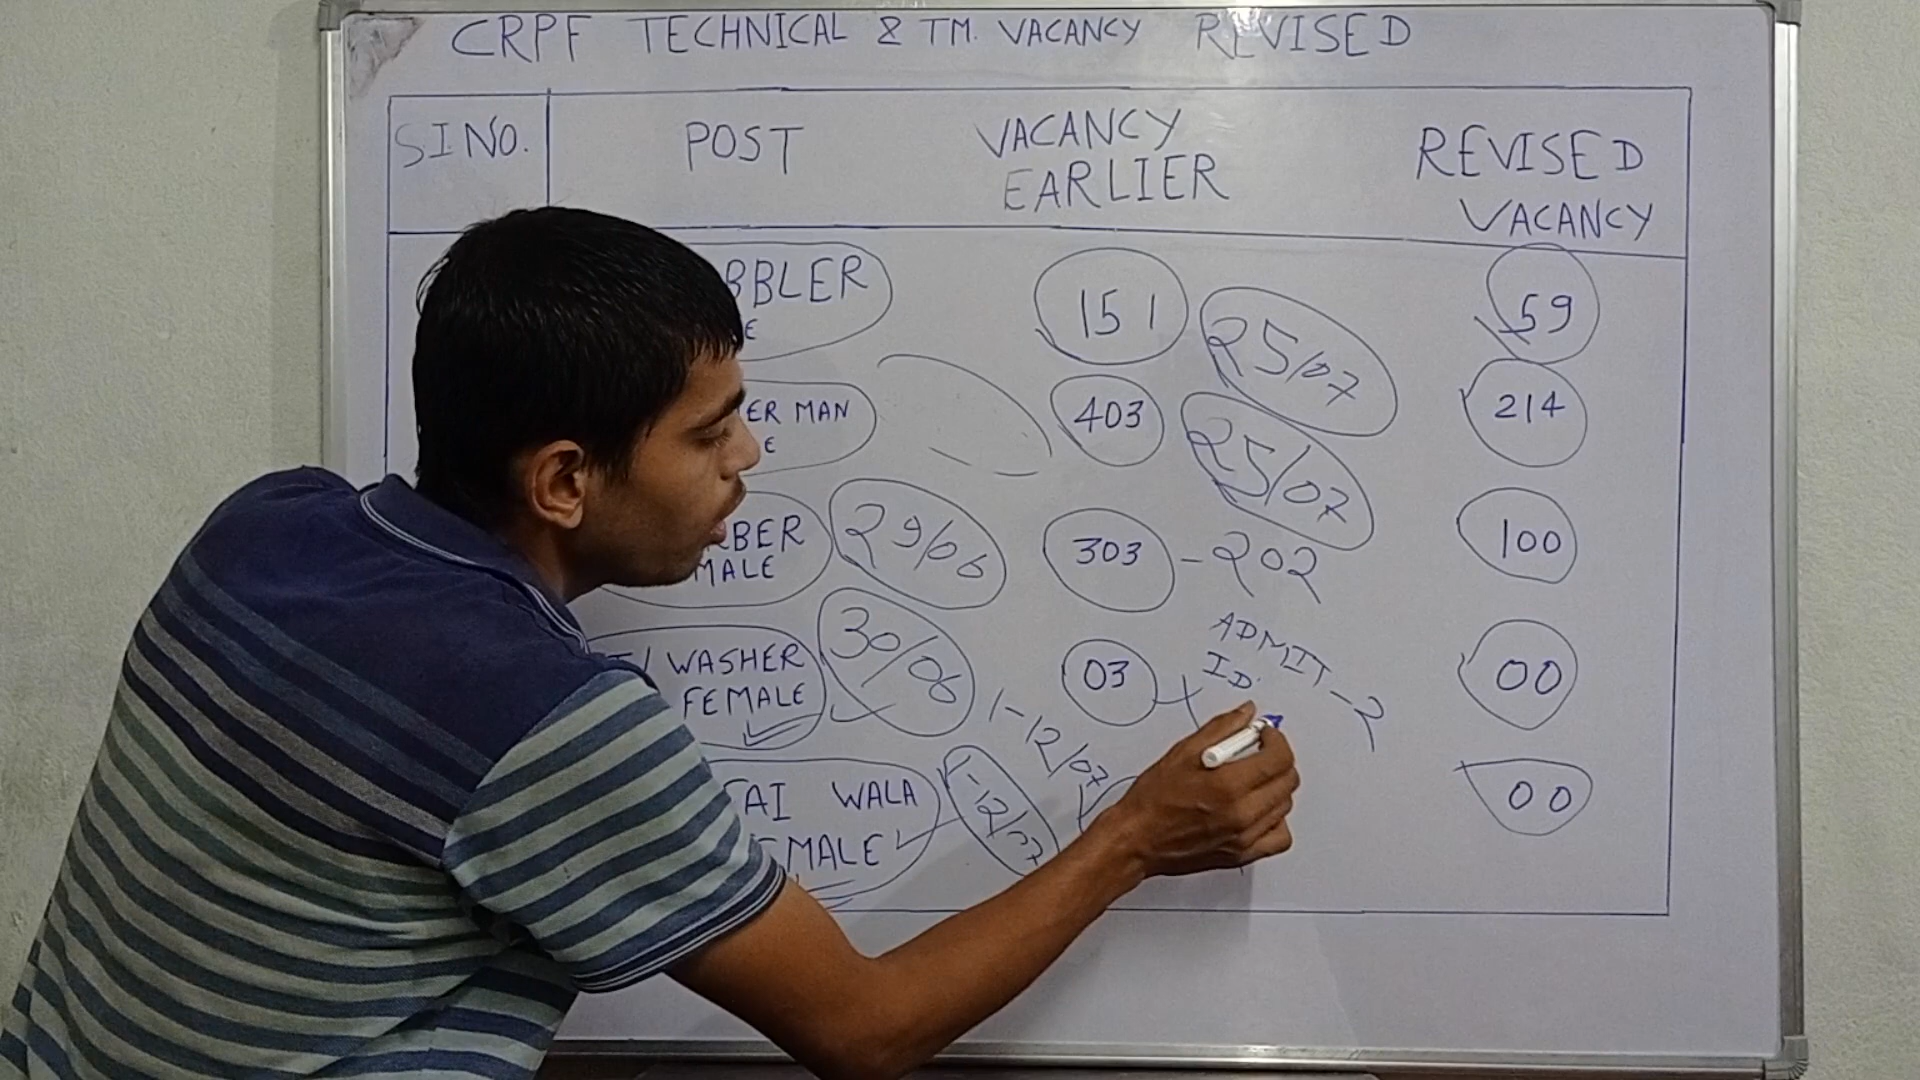 CRPF TECHNICAL & TM. VACANCY REVISED
SI NO. POST VACANCY EARLIER REVISED VACANCY
BBLER 151 25/07 59
E
ER MAN 403 25/07 214
E
BER 29/06 303 - 202 100
MALE
WASHER 30/06 03 00
FEMALE
ADMIT - 2
ID.
1-12/07
TAI WALA 1-12/07 00
EMALE